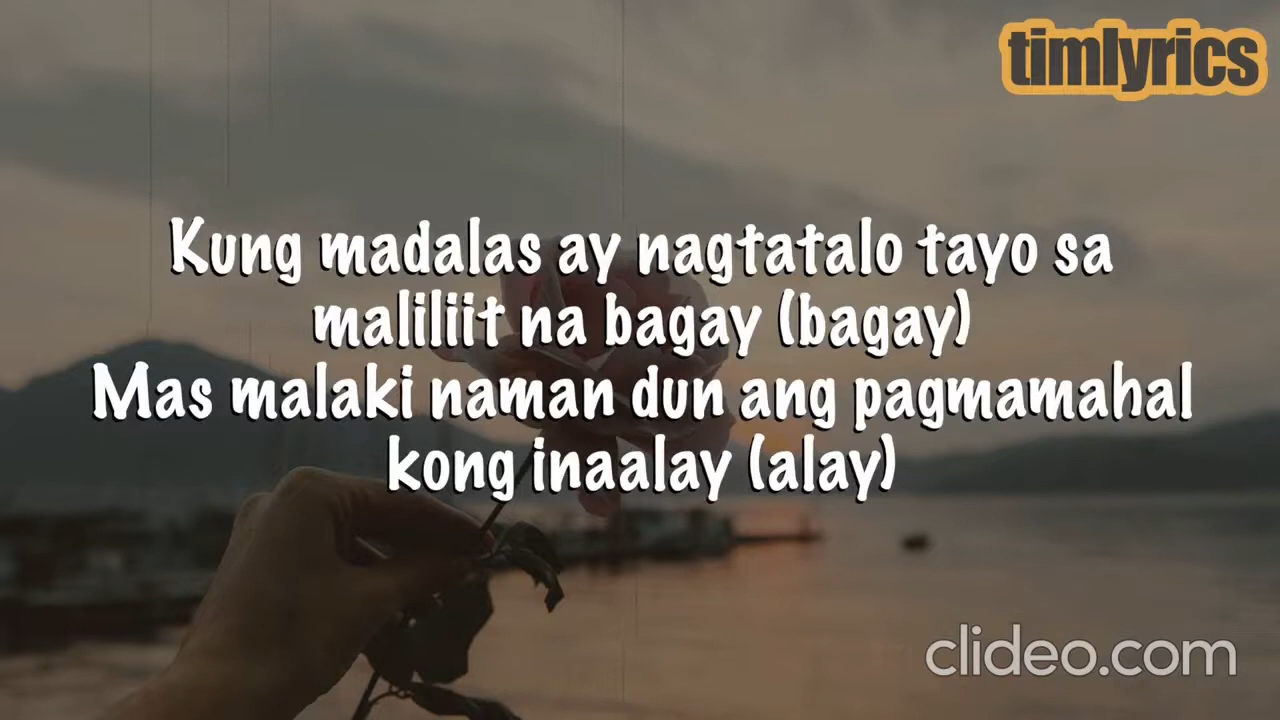 timlyrics
Kung madalas ay nagtatalo tayo sa
maliliit na bagay (bagay)
Mas malaki naman dun ang pagmamahal
kong inaalay (alay)
clideo.com